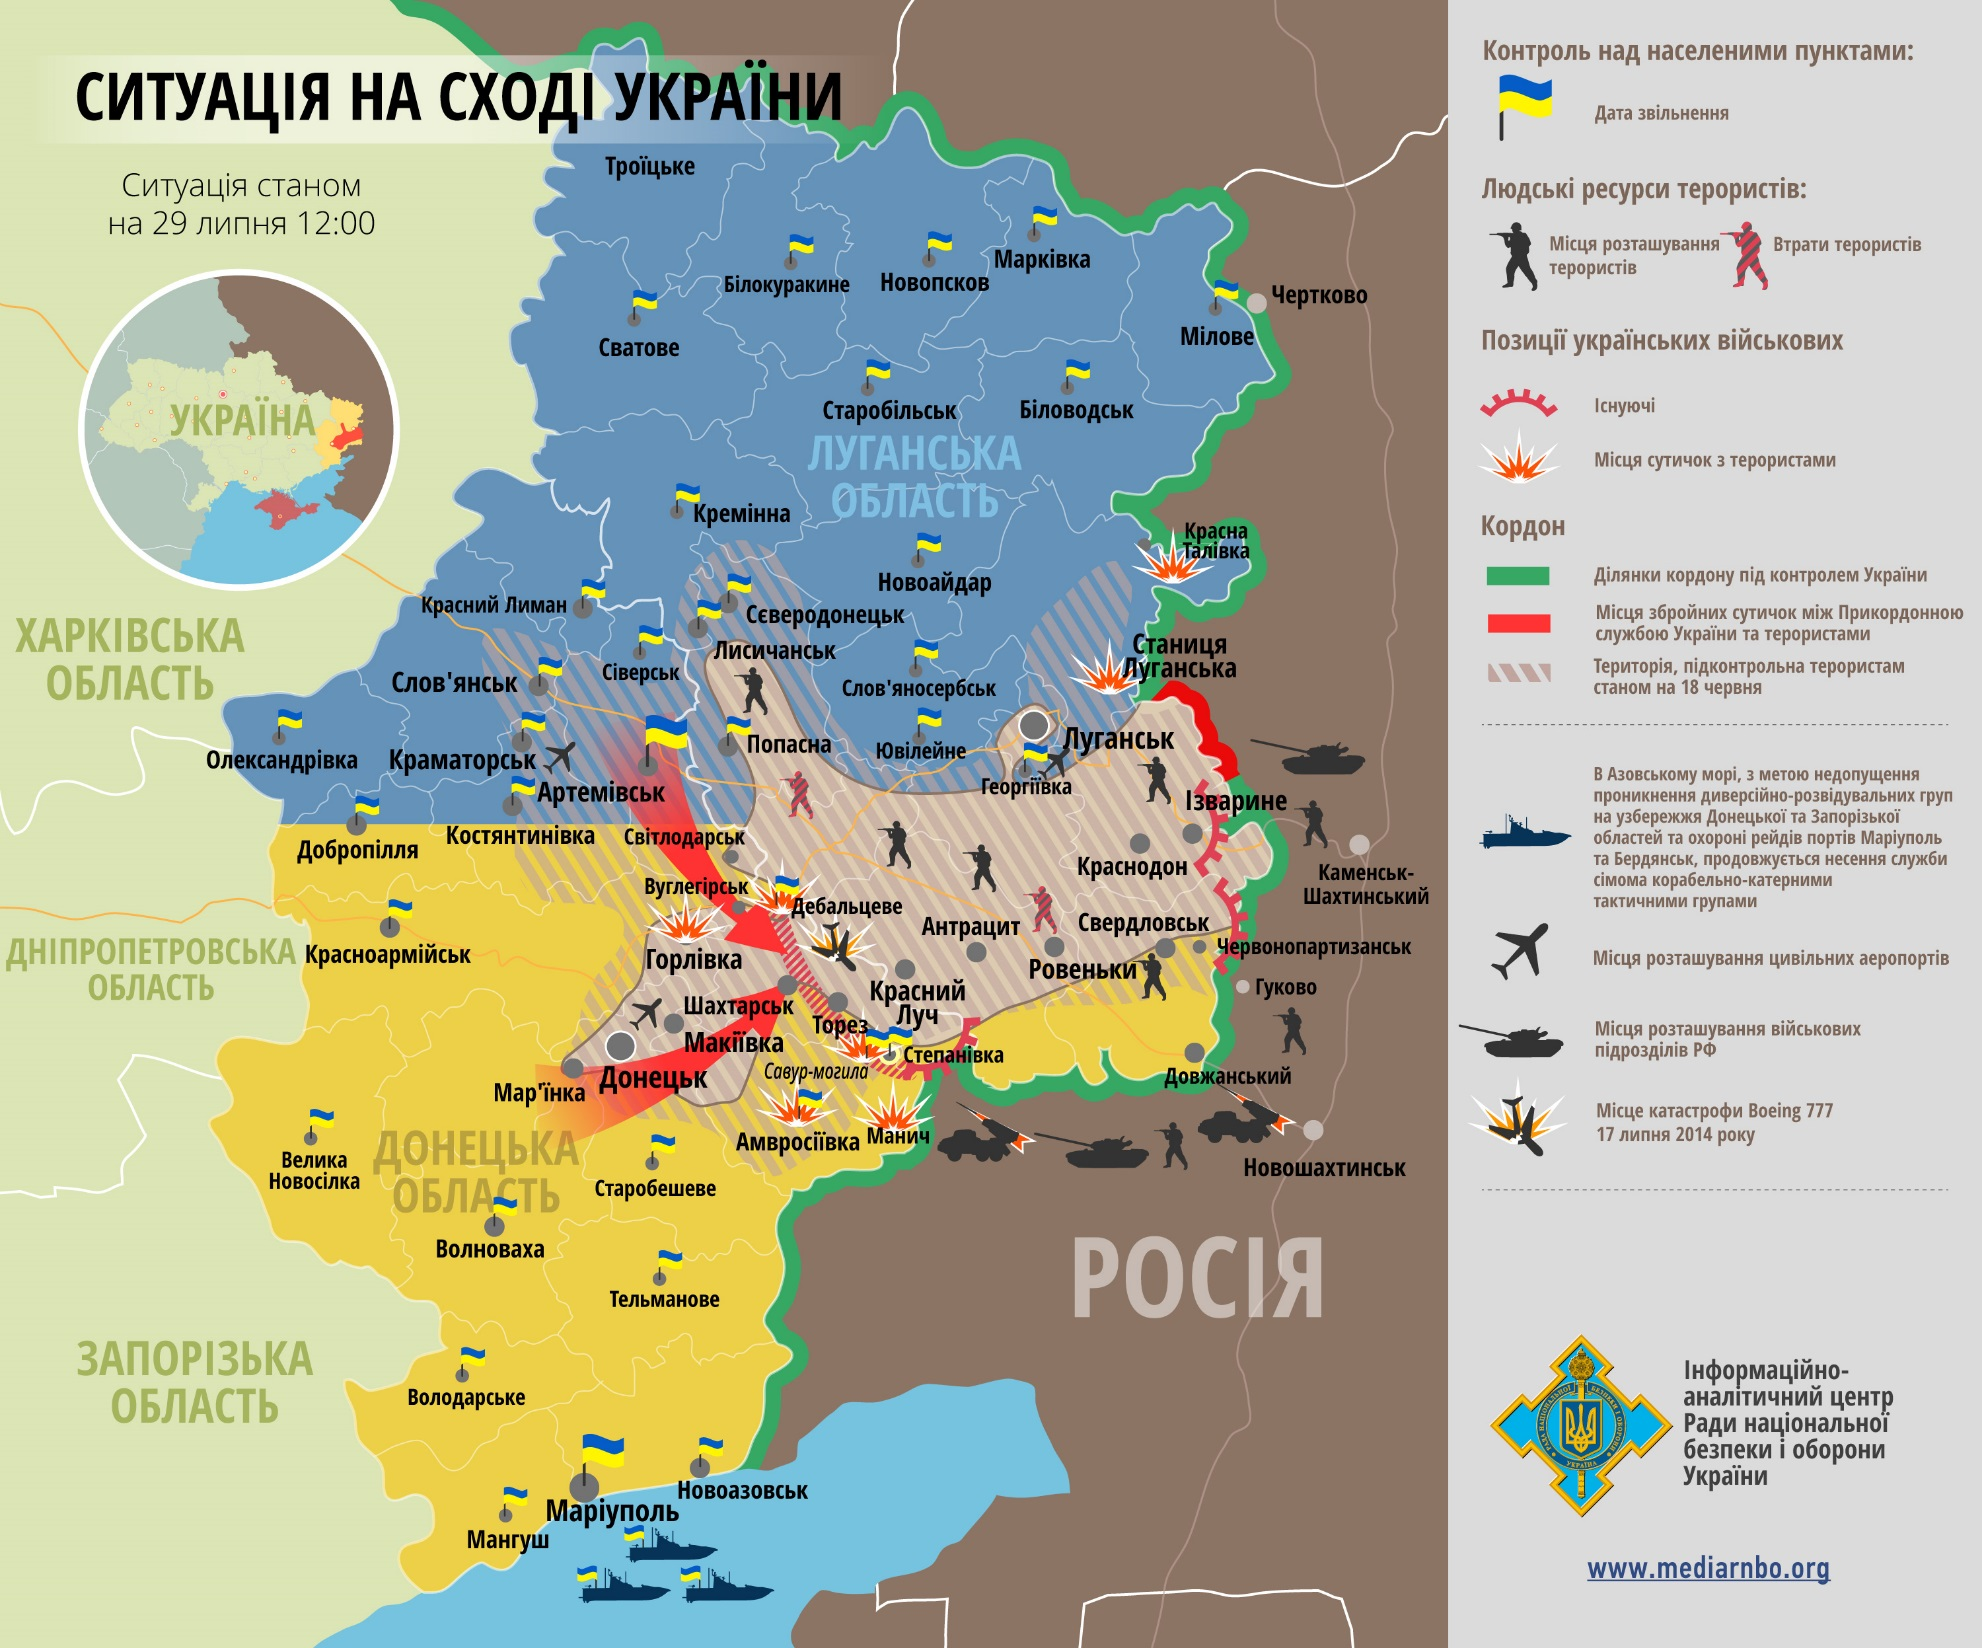 СИТУАЦІЯ НА СХОДІ УКРАЇНИ
Ситуація станом
на 29 липня 12:00
УКРАЇНА
ХАРКІВСЬКА
ОБЛАСТЬ
ДНІПРОПЕТРОВСЬКА
ОБЛАСТЬ
ЗАПОРІЗЬКА
ОБЛАСТЬ
ЛУГАНСЬКА
ОБЛАСТЬ
ДОНЕЦЬКА
ОБЛАСТЬ
РОСІЯ
Троїцьке
Білокуракине
Новопсков
Марківка
Чертково
Мілове
Сватове
Старобільськ
Біловодськ
Кремінна
Красна
Талівка
Новоайдар
Красний Лиман
Сєверодонецьк
Лисичанськ
Станиця
Луганська
Сіверськ
Слов'янськ
Слов'яносербськ
Олександрівка
Краматорськ
Попасна
Ювілейне
Луганськ
Георгіївка
Артемівськ
Ізварине
Костянтинівка
Світлодарськ
Добропілля
Краснодон
Каменськ-
Шахтинський
Вуглегірськ
Дебальцеве
Антрацит
Свердловськ
Красноармійськ
Горлівка
Червонопартизанськ
Ровеньки
Гуково
Красний
Луч
Шахтарськ
Торез
Макіївка
Степанівка
Савур-могила
Донецьк
Мар'їнка
Довжанський
Амвросіївка
Манич
Новошахтинськ
Велика
Новосілка
Старобешеве
Волноваха
Тельманове
Володарське
Новоазовськ
Маріуполь
Мангуш
Контроль над населеними пунктами:
Дата звільнення
Людські ресурси терористів:
Місця розташування
терористів
Втрати терористів
Позиції українських військових
Існуючі
Місця сутичок з терористами
Кордон
Ділянки кордону під контролем України
Місця збройних сутичок між Прикордонною
службою України та терористами
Територія, підконтрольна терористам
станом на 18 червня
В Азовському морі, з метою недопущення
проникнення диверсійно-розвідувальних груп
на узбережжя Донецької та Запорізької
областей та охороні рейдів портів Маріуполь
та Бердянськ, продовжується несення служби
сімома корабельно-катерними
тактичними групами
Місця розташування цивільних аеропортів
Місця розташування військових
підрозділів РФ
Місце катастрофи Boeing 777
17 липня 2014 року
Інформаційно-
аналітичний центр
Ради національної
безпеки і оборони
України
www.mediarnbo.org